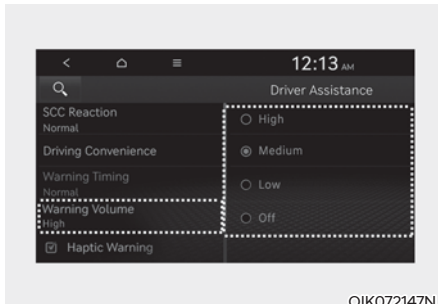 12:13 AM
Driver Assistance
SCC Reaction
Normal
Driving Convenience
Warning Timing
Normal
Warning Volume
High
Haptic Warning
High
Medium
Low
Off
OIK072147N